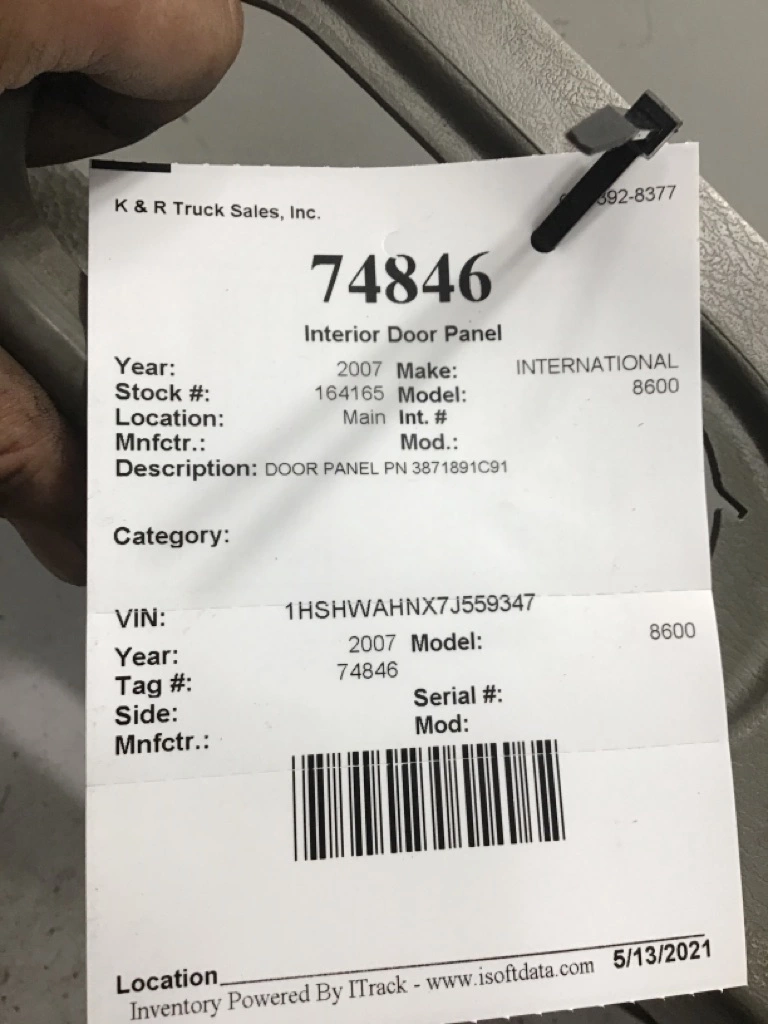 K & R Truck Sales, Inc. 392-8377
74846
Interior Door Panel
Year: 2007 Make: INTERNATIONAL
Stock #: 164165 Model: 8600
Location: Main Int. #
Mnfctr.: Mod.:
Description: DOOR PANEL PN 3871891C91
Category:
VIN: 1HSHWAHNX7J559347
Year: 2007 Model: 8600
Tag #: 74846
Serial #:
Side:
Mod:
Mnfctr.:
Location
5/13/2021
Inventory Powered By ITrack - www.isoftdata.com